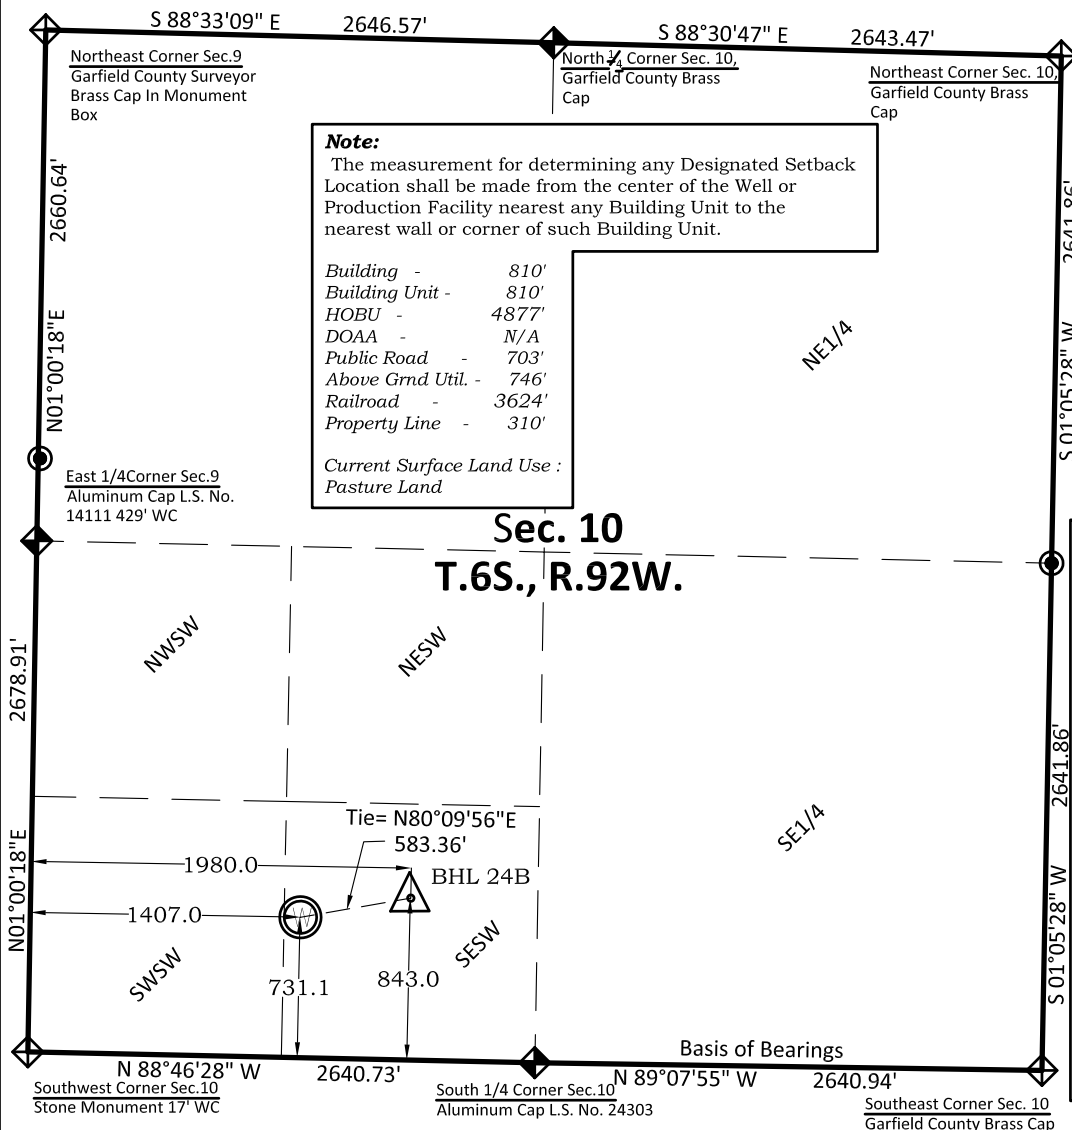 S 88°33'09" E 2646.57'
S 88°30'47" E 2643.47'
Northeast Corner Sec.9
Garfield County Surveyor
Brass Cap In Monument
Box
North 1/4 Corner Sec. 10,
Garfield County Brass
Cap
Northeast Corner Sec. 10,
Garfield County Brass
Cap
Note:
The measurement for determining any Designated Setback
Location shall be made from the center of the Well or
Production Facility nearest any Building Unit to the
nearest wall or corner of such Building Unit.
Building - 810'
Building Unit - 810'
HOBU - 4877'
DOAA - N/A
Public Road - 703'
Above Grnd Util. - 746'
Railroad - 3624'
Property Line - 310'
Current Surface Land Use :
Pasture Land
2660.64'
N01°00'18"E
2641.86'
S 01°05'28" W
NE1/4
East 1/4Corner Sec.9
Aluminum Cap L.S. No.
14111 429' WC
Sec. 10
T.6S., R.92W.
NWSW
NESW
2678.91'
N01°00'18"E
2641.86'
S 01°05'28" W
SE1/4
Tie= N80°09'56"E
583.36'
1980.0
BHL 24B
1407.0
W
SWSW
SESW
731.1
843.0
Basis of Bearings
N 88°46'28" W 2640.73'
N 89°07'55" W 2640.94'
Southwest Corner Sec.10
Stone Monument 17' WC
South 1/4 Corner Sec.10
Aluminum Cap L.S. No. 24303
Southeast Corner Sec. 10
Garfield County Brass Cap